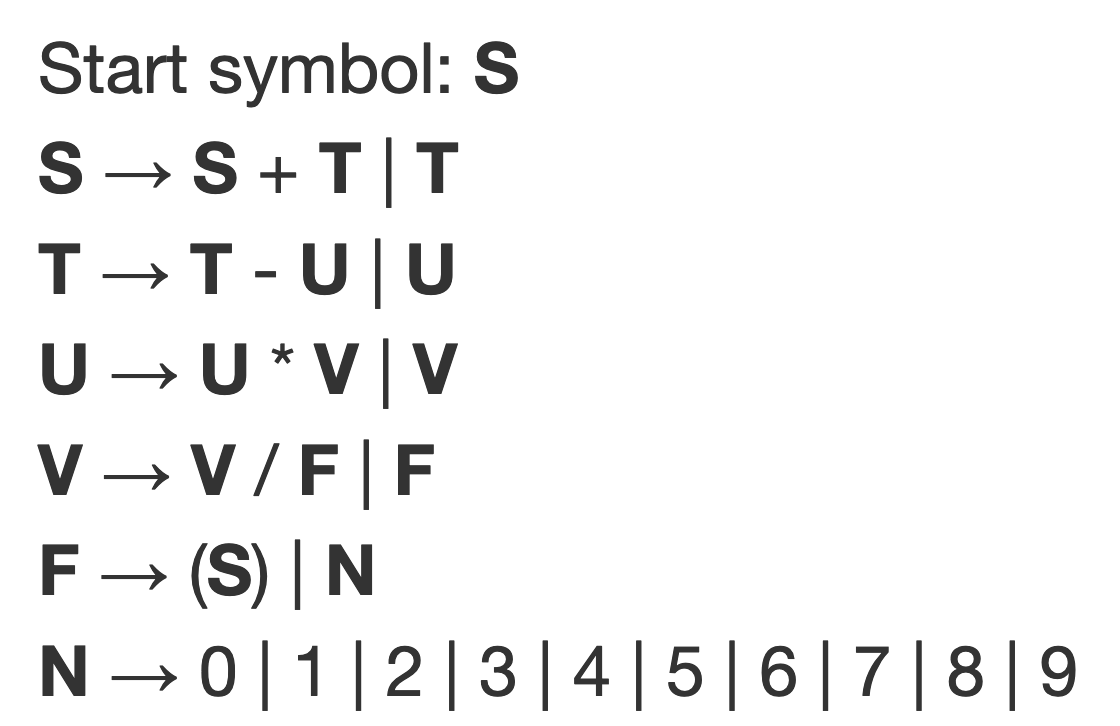 Start symbol: S
S → S + T | T
T → T - U | U
U → U * V | V
V → V / F | F
F → (S) | N
N → 0 | 1 | 2 | 3 | 4 | 5 | 6 | 7 | 8 | 9